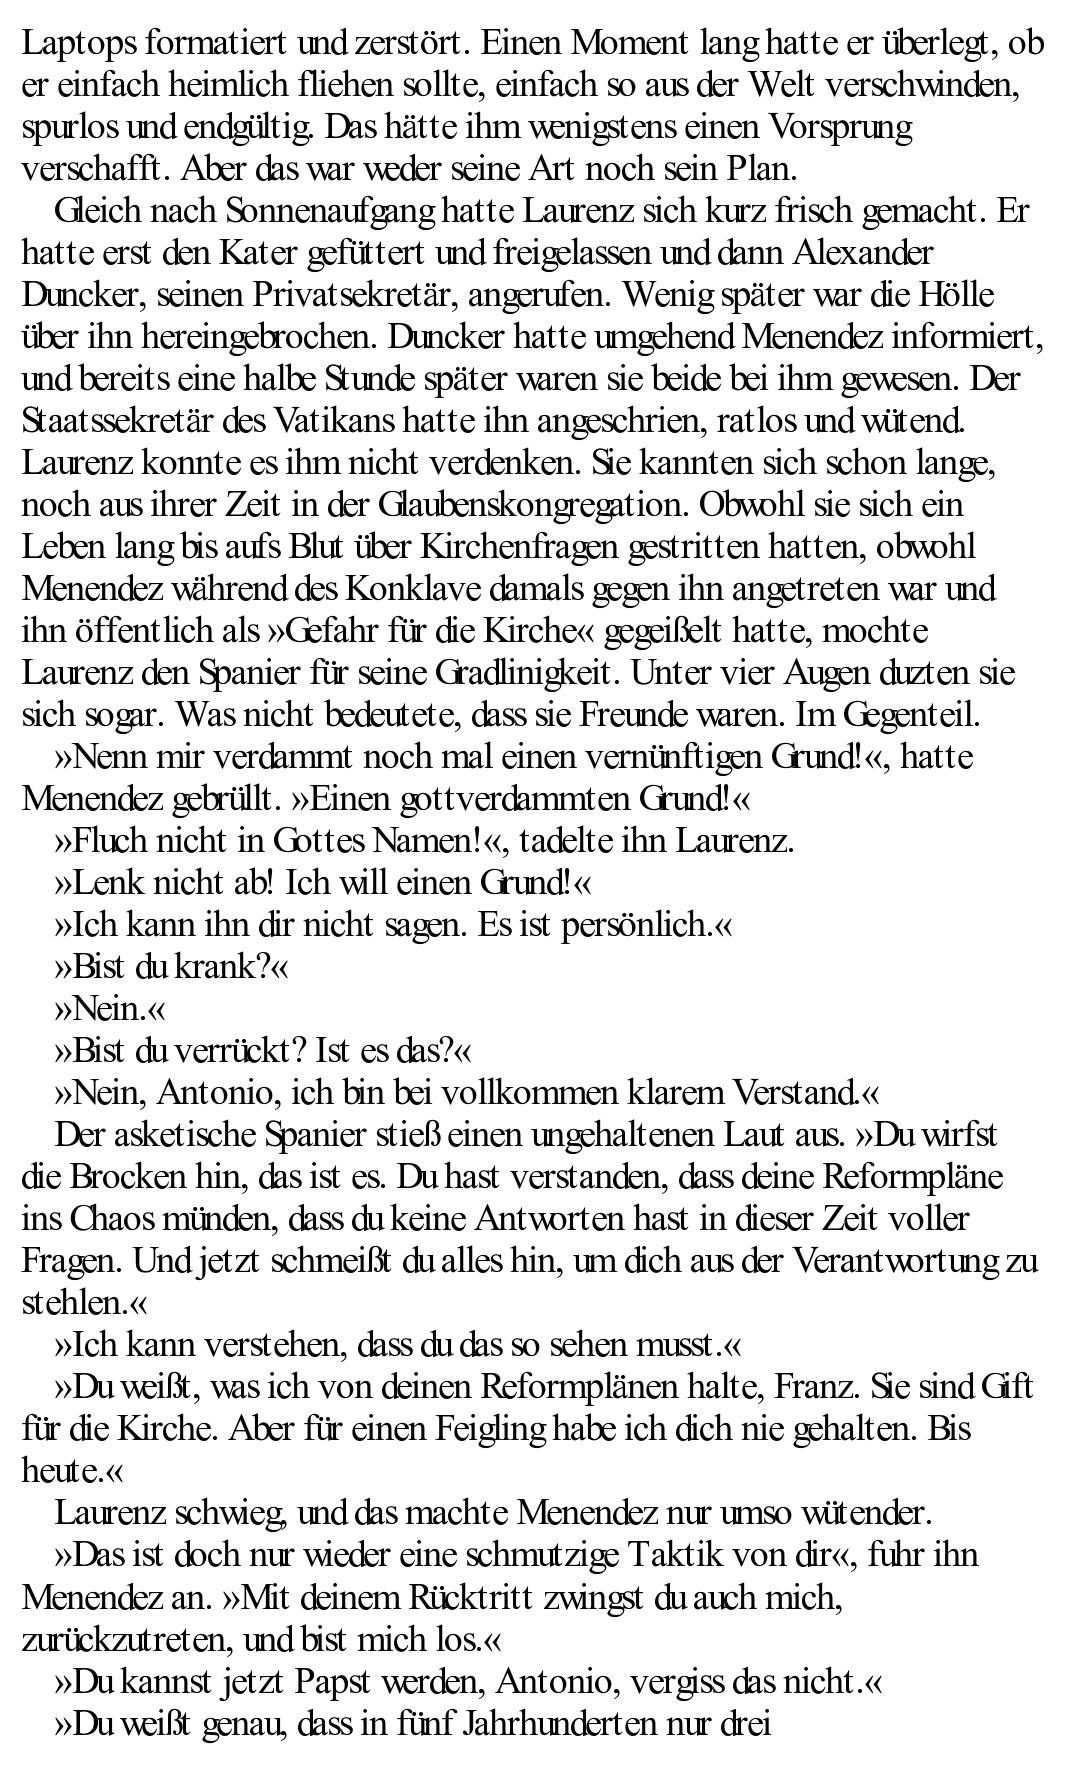 Laptops formatiert und zerstört. Einen Moment lang hatte er überlegt, ob
er einfach heimlich fliehen sollte, einfach so aus der Welt verschwinden,
spurlos und endgültig. Das hätte ihm wenigstens einen Vorsprung
verschafft. Aber das war weder seine Art noch sein Plan.
Gleich nach Sonnenaufgang hatte Laurenz sich kurz frisch gemacht. Er
hatte erst den Kater gefüttert und freigelassen und dann Alexander
Duncker, seinen Privatsekretär, angerufen. Wenig später war die Hölle
über ihn hereingebrochen. Duncker hatte umgehend Menendez informiert,
und bereits eine halbe Stunde später waren sie beide bei ihm gewesen. Der
Staatssekretär des Vatikans hatte ihn angeschrien, ratlos und wütend.
Laurenz konnte es ihm nicht verdenken. Sie kannten sich schon lange,
noch aus ihrer Zeit in der Glaubenskongregation. Obwohl sie sich ein
Leben lang bis aufs Blut über Kirchenfragen gestritten hatten, obwohl
Menendez während des Konklave damals gegen ihn angetreten war und
ihn öffentlich als »Gefahr für die Kirche« gegeißelt hatte, mochte
Laurenz den Spanier für seine Gradlinigkeit. Unter vier Augen duzten sie
sich sogar. Was nicht bedeutete, dass sie Freunde waren. Im Gegenteil.
»Nenn mir verdammt noch mal einen vernünftigen Grund!«, hatte
Menendez gebrüllt. »Einen gottverdammten Grund!«
»Fluch nicht in Gottes Namen!«, tadelte ihn Laurenz.
»Lenk nicht ab! Ich will einen Grund!«
»Ich kann ihn dir nicht sagen. Es ist persönlich.«
»Bist du krank?«
»Nein.«
»Bist du verrückt? Ist es das?«
»Nein, Antonio, ich bin bei vollkommen klarem Verstand.«
Der asketische Spanier stieß einen ungehaltenen Laut aus. »Du wirfst
die Brocken hin, das ist es. Du hast verstanden, dass deine Reformpläne
ins Chaos münden, dass du keine Antworten hast in dieser Zeit voller
Fragen. Und jetzt schmeißt du alles hin, um dich aus der Verantwortung zu
stehlen.«
»Ich kann verstehen, dass du das so sehen musst.«
»Du weißt, was ich von deinen Reformplänen halte, Franz. Sie sind Gift
für die Kirche. Aber für einen Feigling habe ich dich nie gehalten. Bis
heute.«
Laurenz schwieg, und das machte Menendez nur umso wütender.
»Das ist doch nur wieder eine schmutzige Taktik von dir«, fuhr ihn
Menendez an. »Mit deinem Rücktritt zwingst du auch mich,
zurückzutreten, und bist mich los.«
»Du kannst jetzt Papst werden, Antonio, vergiss das nicht.«
»Du weißt genau, dass in fünf Jahrhunderten nur drei